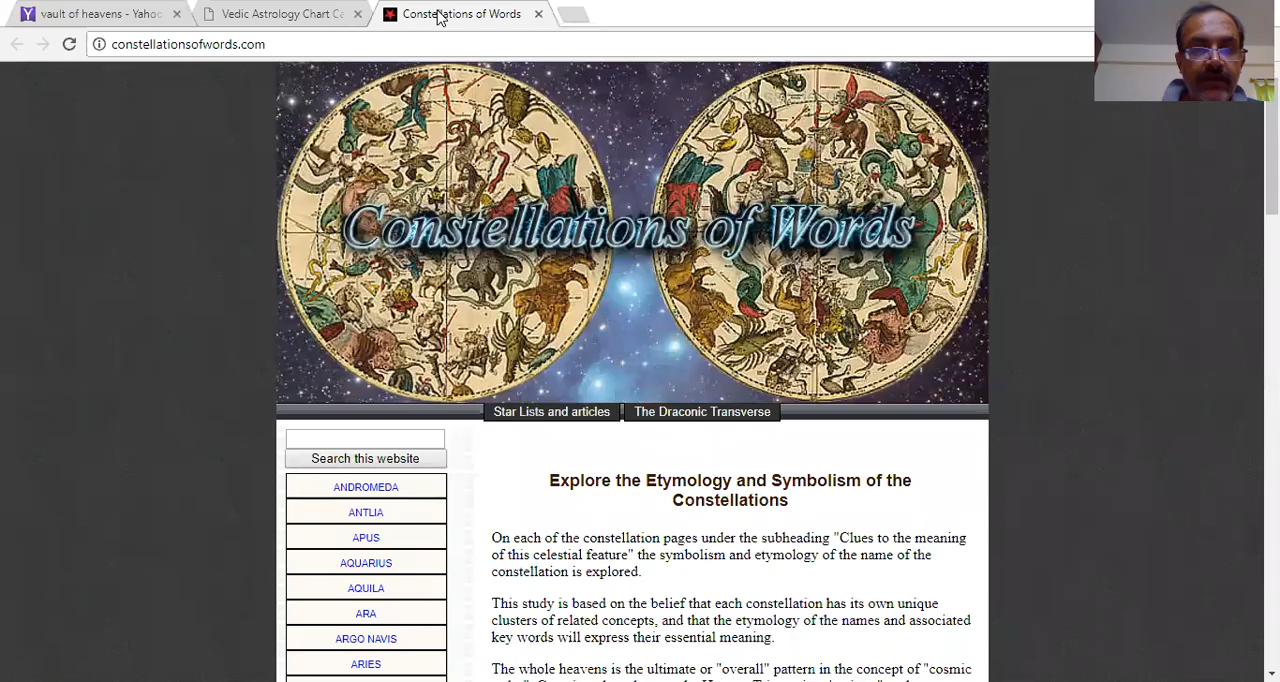 vault of heavens - Yahoo
Vedic Astrology Chart Ca
Constellations of Words
constellationsofwords.com
Constellations of Words
Star Lists and articles
The Draconic Transverse
Search this website
ANDROMEDA
ANTLIA
APUS
AQUARIUS
AQUILA
ARA
ARGO NAVIS
ARIES
Explore the Etymology and Symbolism of the
Constellations
On each of the constellation pages under the subheading "Clues to the meaning
of this celestial feature" the symbolism and etymology of the name of the
constellation is explored.
This study is based on the belief that each constellation has its own unique
clusters of related concepts, and that the etymology of the names and associated
key words will express their essential meaning.
The whole heavens is the ultimate or "overall" pattern in the concept of "cosmic